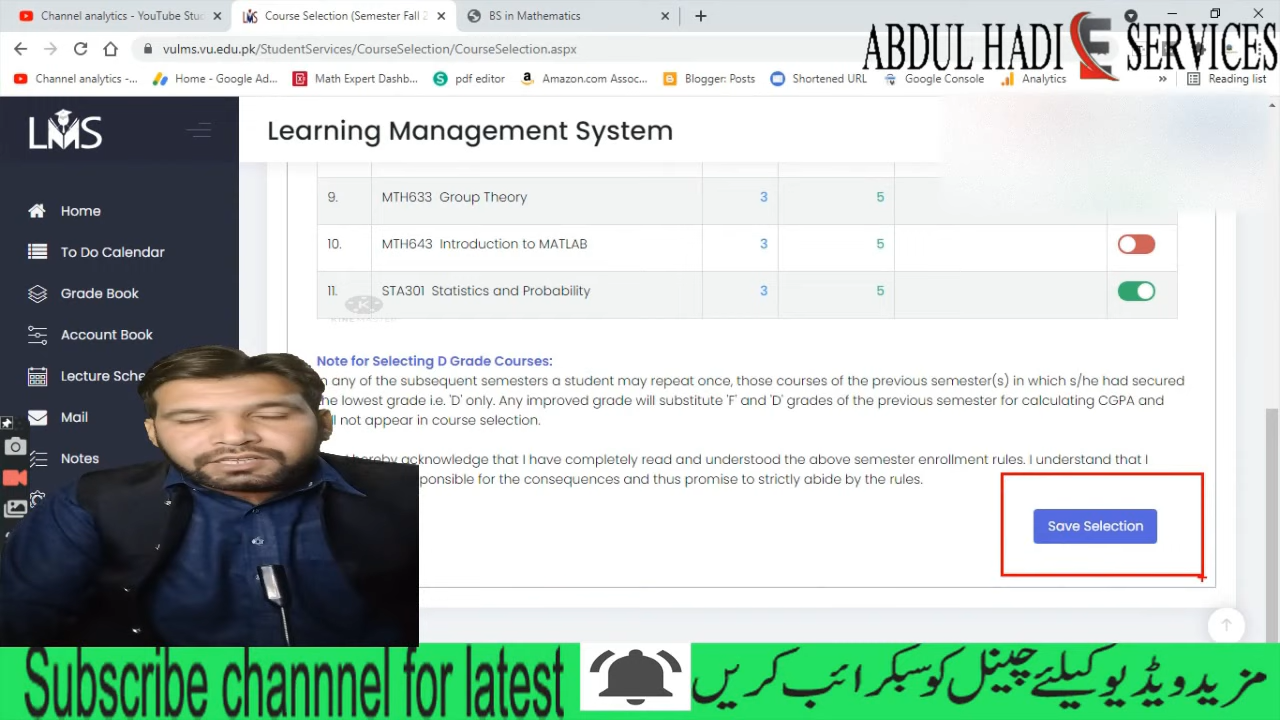 Channel analytics - YouTube Stu
Course Selection (Semester Fall 2
BS in Mathematics
vulms.vu.edu.pk/StudentServices/CourseSelection/CourseSelection.aspx
ABDUL HADI E SERVICES
Channel analytics -...
Home - Google Ad...
Math Expert Dashb...
pdf editor
Amazon.com Assoc...
Blogger: Posts
Shortened URL
Google Console
Analytics
Reading list
LMS
Learning Management System
Home
To Do Calendar
Grade Book
Account Book
Lecture Sche
Mail
Notes
9. MTH633 Group Theory 3 5
10. MTH643 Introduction to MATLAB 3 5
11. STA301 Statistics and Probability 3 5
Note for Selecting D Grade Courses:
n any of the subsequent semesters a student may repeat once, those courses of the previous semester(s) in which s/he had secured
he lowest grade i.e. 'D' only. Any improved grade will substitute 'F' and 'D' grades of the previous semester for calculating CGPA and
ll not appear in course selection.
hereby acknowledge that I have completely read and understood the above semester enrollment rules. I understand that I
ponsible for the consequences and thus promise to strictly abide by the rules.
Save Selection
Subscribe channnel for latest
مزید ویڈیو کیلئے چینل کو سبکرائب کریں